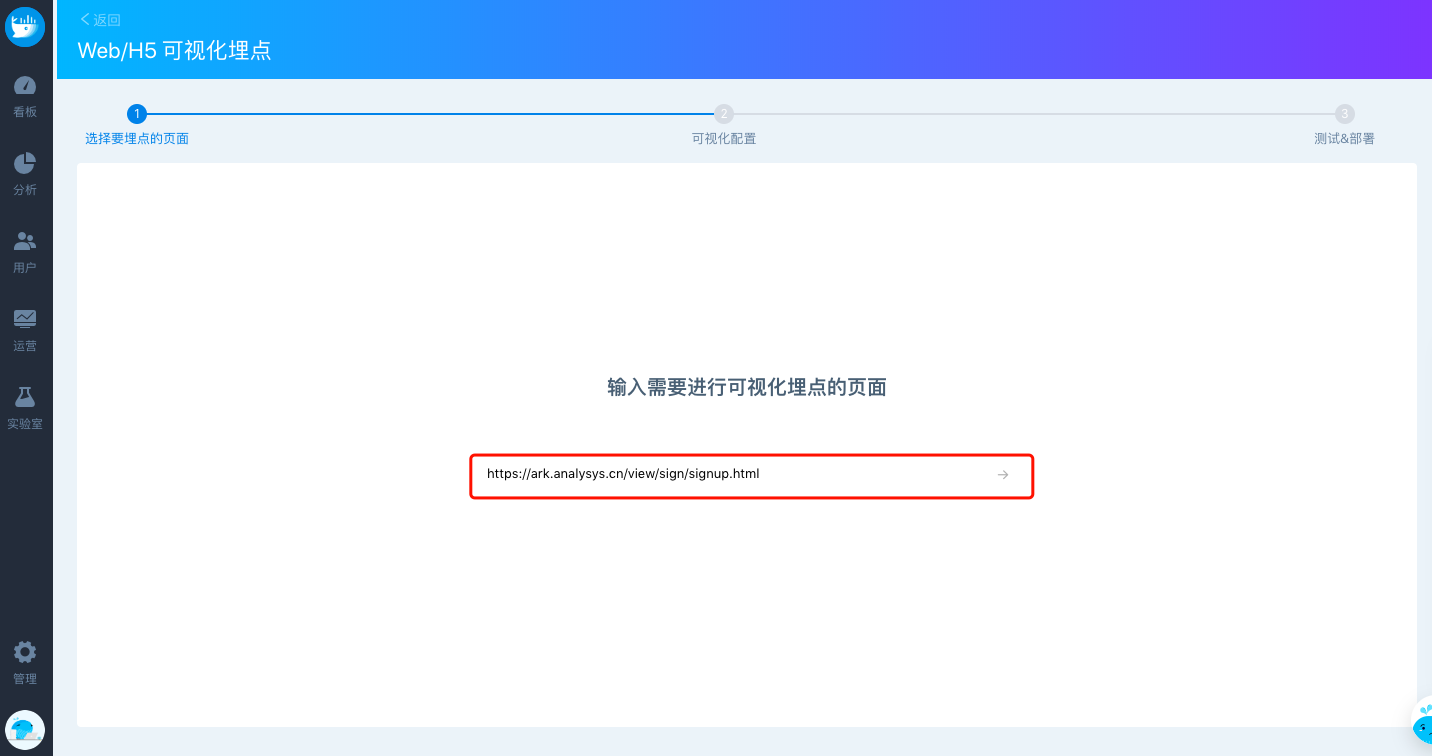 返回
Web/H5 可视化埋点
看板
分析
用户
运营
实验室
管理
1
2
3
选择要埋点的页面
可视化配置
测试&部署
输入需要进行可视化埋点的页面
https://ark.analysys.cn/view/sign/signup.html